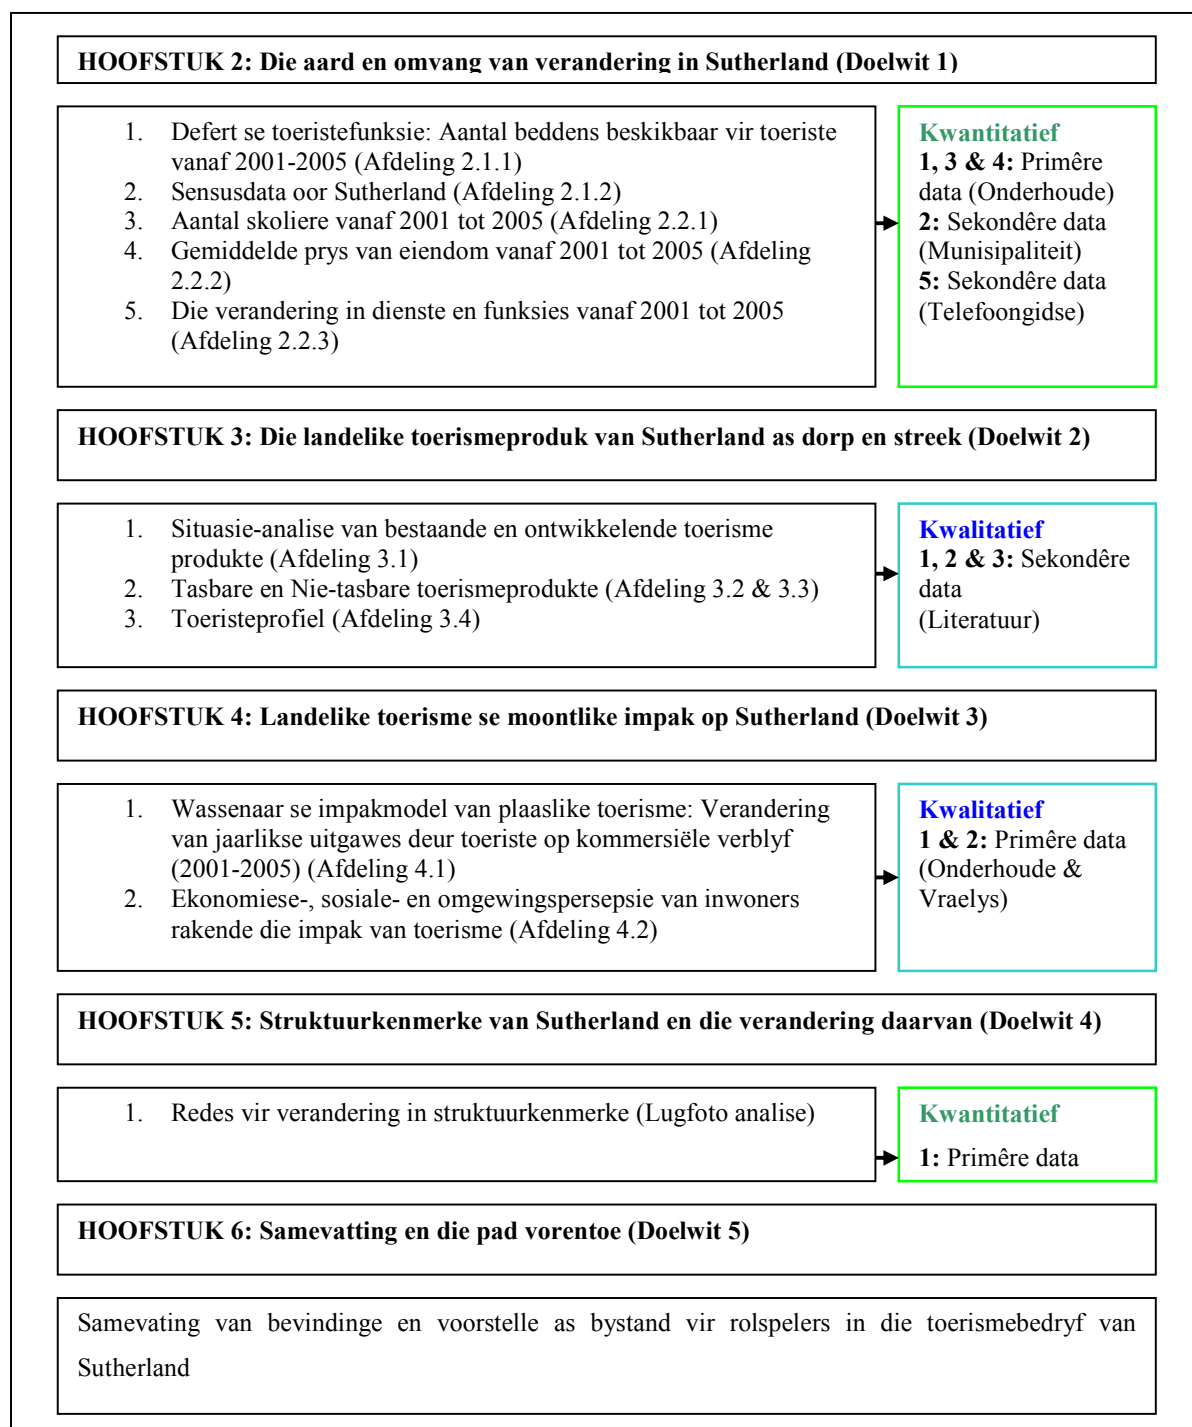 HOOFSTUK 2: Die aard en omvang van verandering in Sutherland (Doelwit 1)
1. Defert se toeristefunksie: Aantal beddens beskikbaar vir toeriste
vanaf 2001-2005 (Afdeling 2.1.1)
2. Sensusdata oor Sutherland (Afdeling 2.1.2)
3. Aantal skoliere vanaf 2001 tot 2005 (Afdeling 2.2.1)
4. Gemiddelde prys van eiendom vanaf 2001 tot 2005 (Afdeling
2.2.2)
5. Die verandering in dienste en funksies vanaf 2001 tot 2005
(Afdeling 2.2.3)
Kwantitatief
1, 3 & 4: Primêre
data (Onderhoude)
2: Sekondêre data
(Munisipaliteit)
5: Sekondêre data
(Telefoongidse)
HOOFSTUK 3: Die landelike toerismeproduk van Sutherland as dorp en streek (Doelwit 2)
1. Situasie-analise van bestaande en ontwikkelende toerisme
produkte (Afdeling 3.1)
2. Tasbare en Nie-tasbare toerismeprodukte (Afdeling 3.2 & 3.3)
3. Toeristeprofiel (Afdeling 3.4)
Kwalitatief
1, 2 & 3: Sekondêre
data
(Literatuur)
HOOFSTUK 4: Landelike toerisme se moontlike impak op Sutherland (Doelwit 3)
1. Wassenaar se impakmodel van plaaslike toerisme: Verandering
van jaarlikse uitgawes deur toeriste op kommersiële verblyf
(2001-2005) (Afdeling 4.1)
2. Ekonomiese-, sosiale- en omgewingspersepsie van inwoners
rakende die impak van toerisme (Afdeling 4.2)
Kwalitatief
1 & 2: Primêre data
(Onderhoude &
Vraelys)
HOOFSTUK 5: Struktuurkenmerke van Sutherland en die verandering daarvan (Doelwit 4)
1. Redes vir verandering in struktuurkenmerke (Lugfoto analise)
Kwantitatief
1: Primêre data
HOOFSTUK 6: Samevatting en die pad vorentoe (Doelwit 5)
Samevating van bevindinge en voorstelle as bystand vir rolspelers in die toerismebedryf van
Sutherland